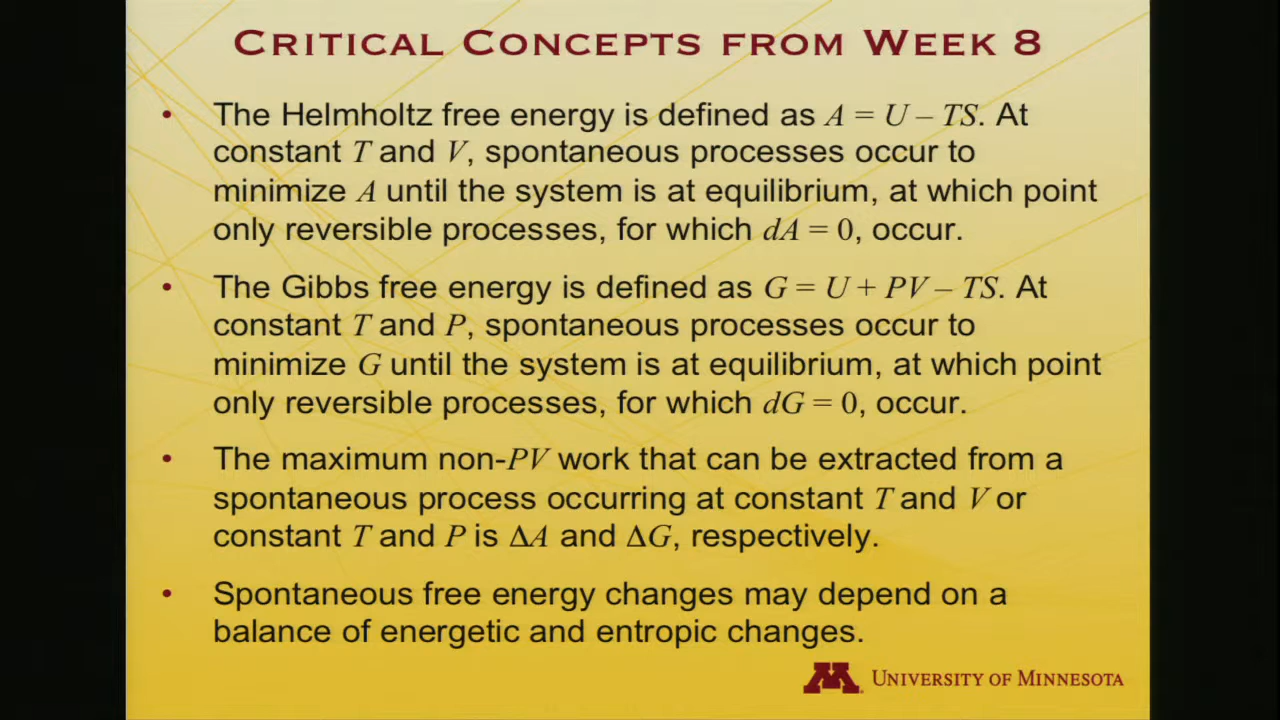 CRITICAL CONCEPTS FROM WEEK 8
• The Helmholtz free energy is defined as A = U – TS. At
constant T and V, spontaneous processes occur to
minimize A until the system is at equilibrium, at which point
only reversible processes, for which dA = 0, occur.
• The Gibbs free energy is defined as G = U + PV – TS. At
constant T and P, spontaneous processes occur to
minimize G until the system is at equilibrium, at which point
only reversible processes, for which dG = 0, occur.
• The maximum non-PV work that can be extracted from a
spontaneous process occurring at constant T and V or
constant T and P is ΔA and ΔG, respectively.
• Spontaneous free energy changes may depend on a
balance of energetic and entropic changes.
M UNIVERSITY OF MINNESOTA